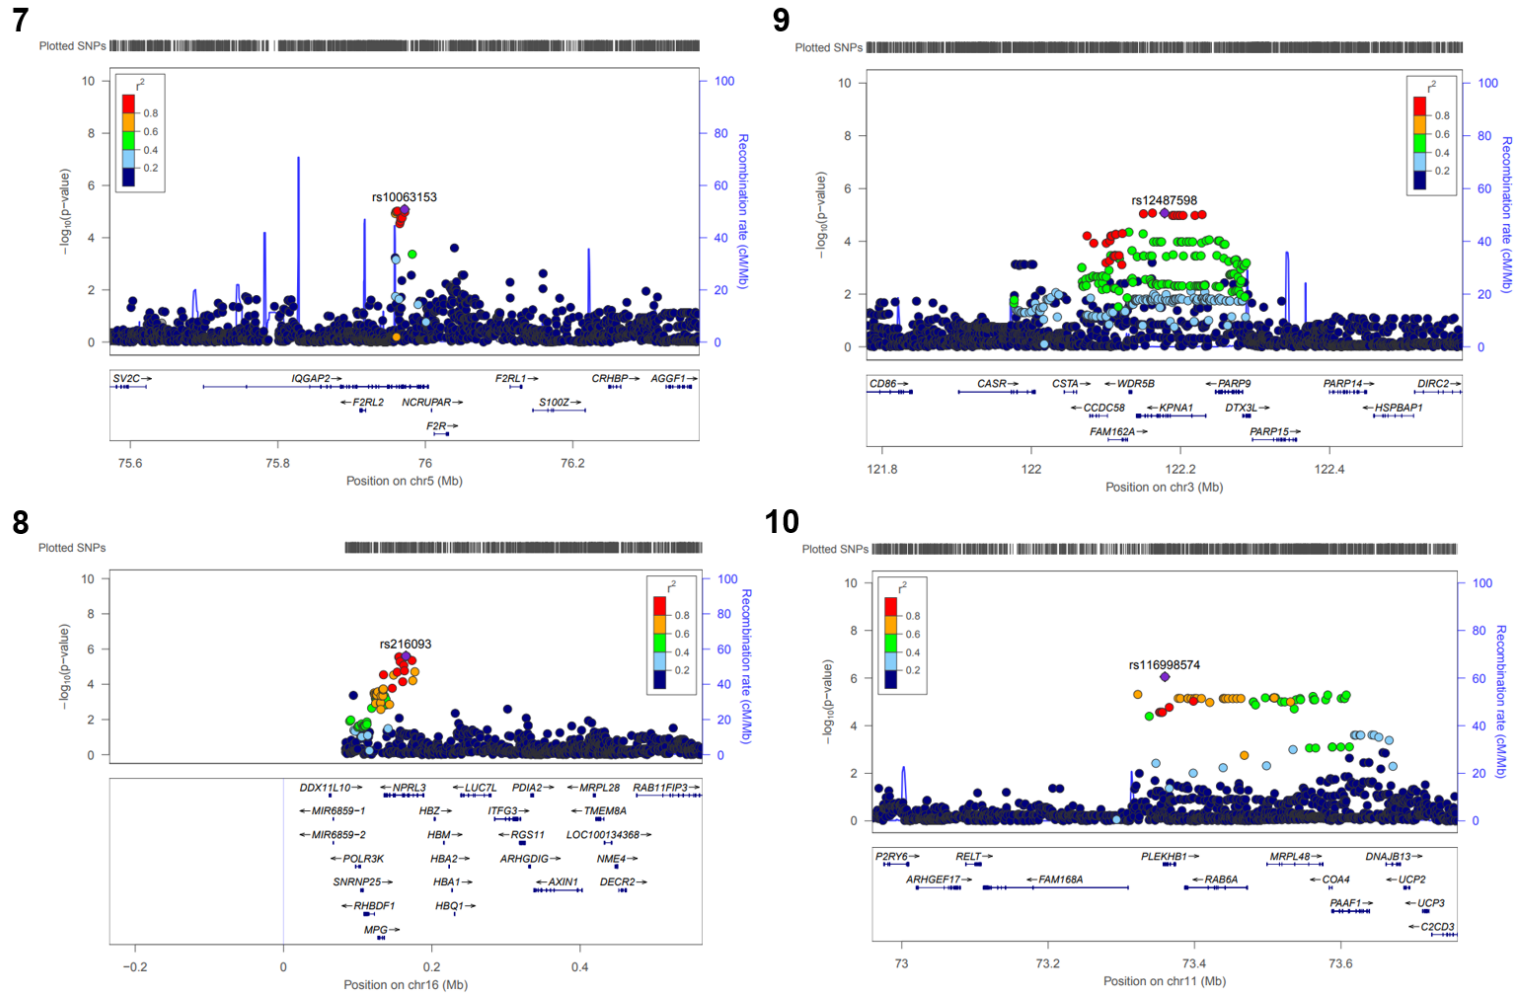 7
Plotted SNPs
10
8
6
4
2
0
−log10(p−value)
r2
0.8
0.6
0.4
0.2
rs10063153
100
80
60
40
20
0
Recombination rate (cM/Mb)
SV2C→
IQGAP2→
F2RL1→
CRHBP→
AGGF1→
←F2RL2
NCRUPAR→
S100Z→
F2R→
75.6
75.8
76
76.2
Position on chr5 (Mb)
9
Plotted SNPs
10
8
6
4
2
0
−log10(p−value)
r2
0.8
0.6
0.4
0.2
rs12487598
100
80
60
40
20
0
Recombination rate (cM/Mb)
CD86→
CASR→
CSTA→
←WDR5B
←PARP9
PARP14→
DIRC2→
←CCDC58
←KPNA1
DTX3L→
←HSPBAP1
FAM162A→
PARP15→
121.8
122
122.2
122.4
Position on chr3 (Mb)
8
Plotted SNPs
10
8
6
4
2
0
−log10(p−value)
r2
0.8
0.6
0.4
0.2
rs216093
100
80
60
40
20
0
Recombination rate (cM/Mb)
DDX11L10→
←NPRL3
←LUC7L
PDIA2→
←MRPL28
RAB11FIP3→
←MIR6859−1
HBZ→
ITFG3→
←TMEM8A
←MIR6859−2
HBM→
←RGS11
LOC100134368→
←POLR3K
HBA2→
ARHGDIG→
NME4→
SNRNP25→
HBA1→
←AXIN1
DECR2→
←RHBDF1
HBQ1→
MPG→
−0.2
0
0.2
0.4
Position on chr16 (Mb)
10
Plotted SNPs
10
8
6
4
2
0
−log10(p−value)
r2
0.8
0.6
0.4
0.2
rs116998574
100
80
60
40
20
0
Recombination rate (cM/Mb)
P2RY6→
RELT→
PLEKHB1→
MRPL48→
DNAJB13→
ARHGEF17→
←FAM168A
←RAB6A
←COA4
←UCP2
PAAF1→
←UCP3
←C2CD3
73
73.2
73.4
73.6
Position on chr11 (Mb)